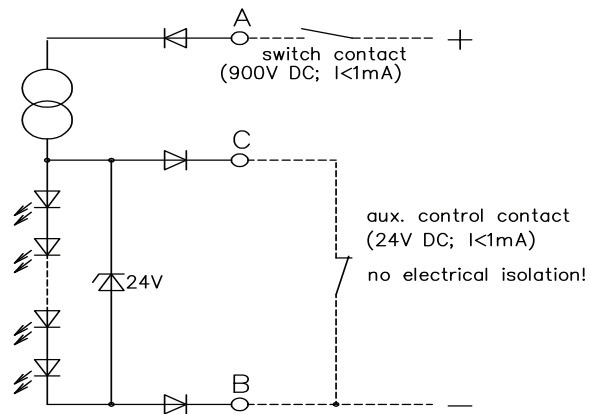 A
+
switch contact
(900V DC; I<1mA)
C
aux. control contact
(24V DC; I<1mA)
no electrical isolation!
24V
B
−